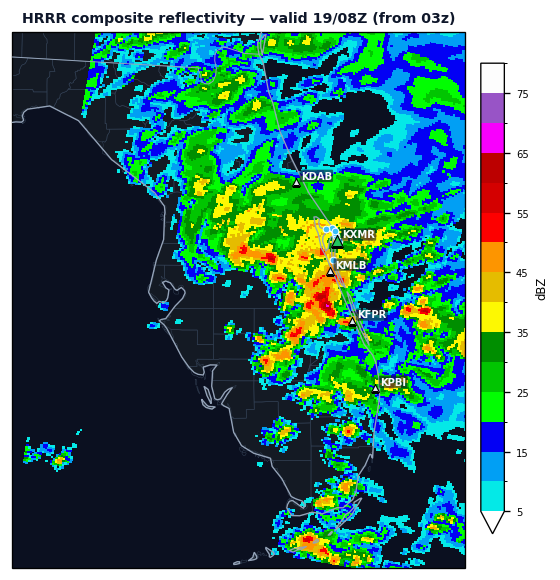 HRRR composite reflectivity — valid 19/08Z (from 03z)
KDAB
KXMR
KMLB
KFPR
KPBI
75
65
55
45
35
25
15
5
dBZ